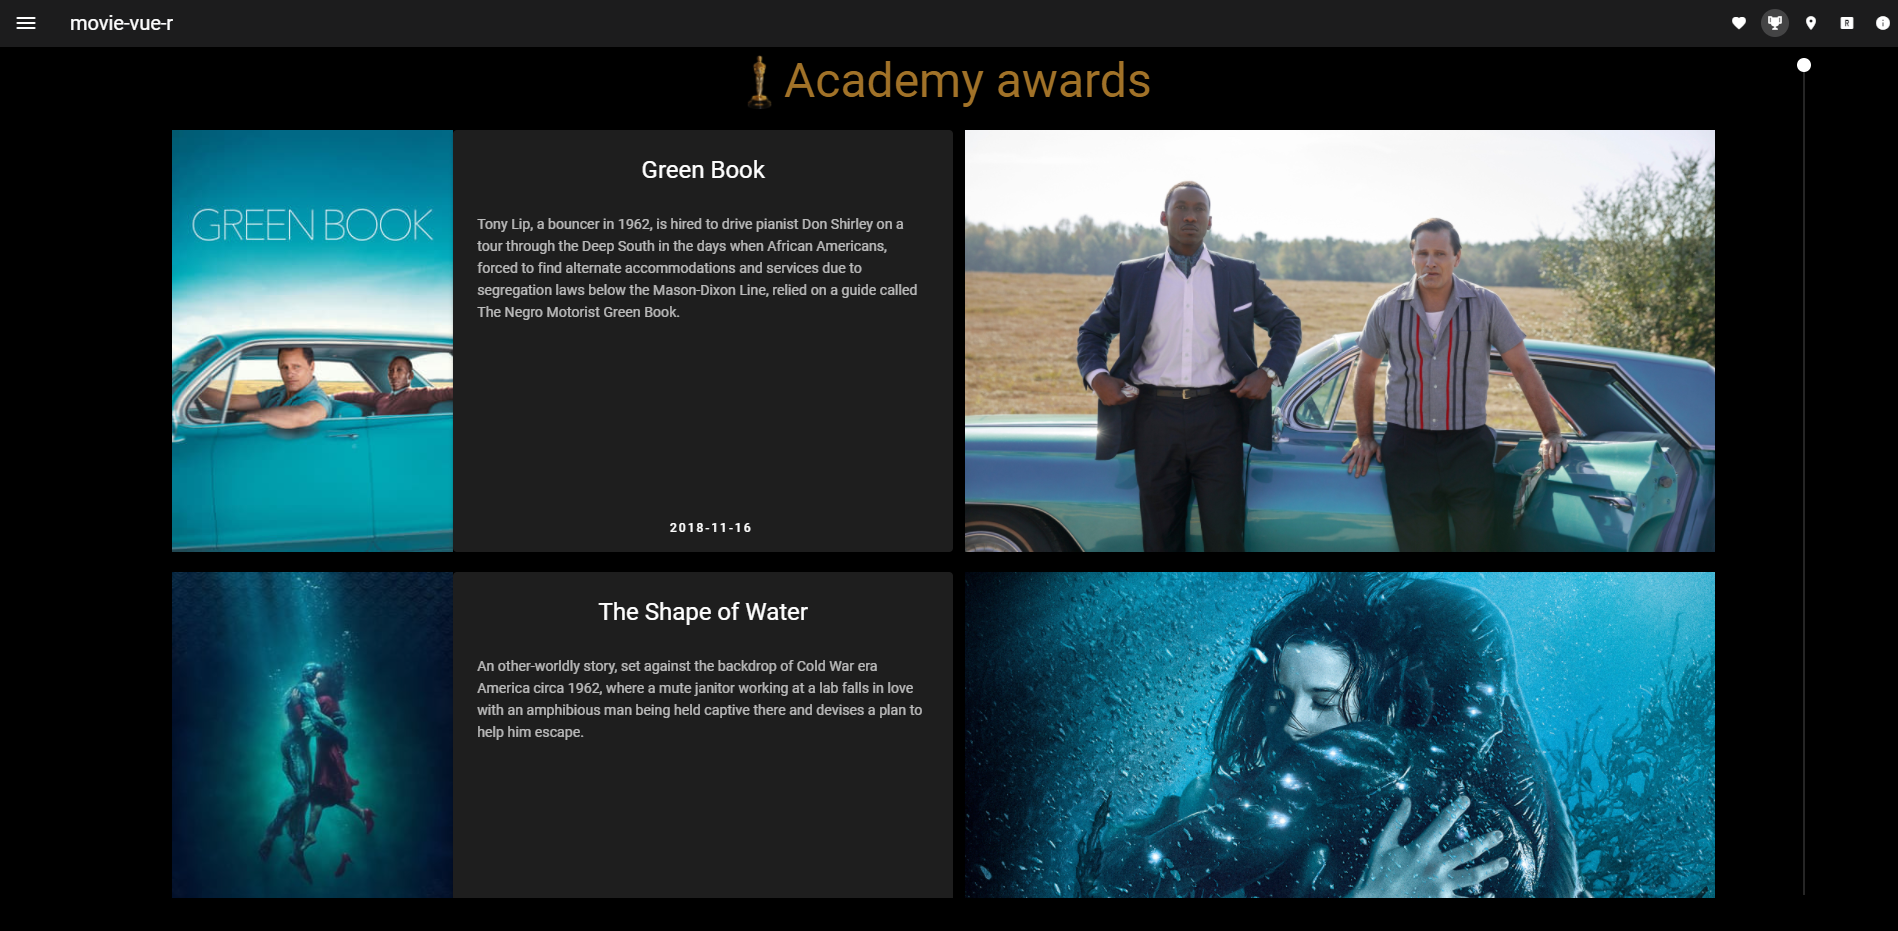 movie-vue-r
Academy awards
GREEN BOOK
Green Book
Tony Lip, a bouncer in 1962, is hired to drive pianist Don Shirley on a
tour through the Deep South in the days when African Americans,
forced to find alternate accommodations and services due to
segregation laws below the Mason-Dixon Line, relied on a guide called
The Negro Motorist Green Book.
2018-11-16
The Shape of Water
An other-worldly story, set against the backdrop of Cold War era
America circa 1962, where a mute janitor working at a lab falls in love
with an amphibious man being held captive there and devises a plan to
help him escape.